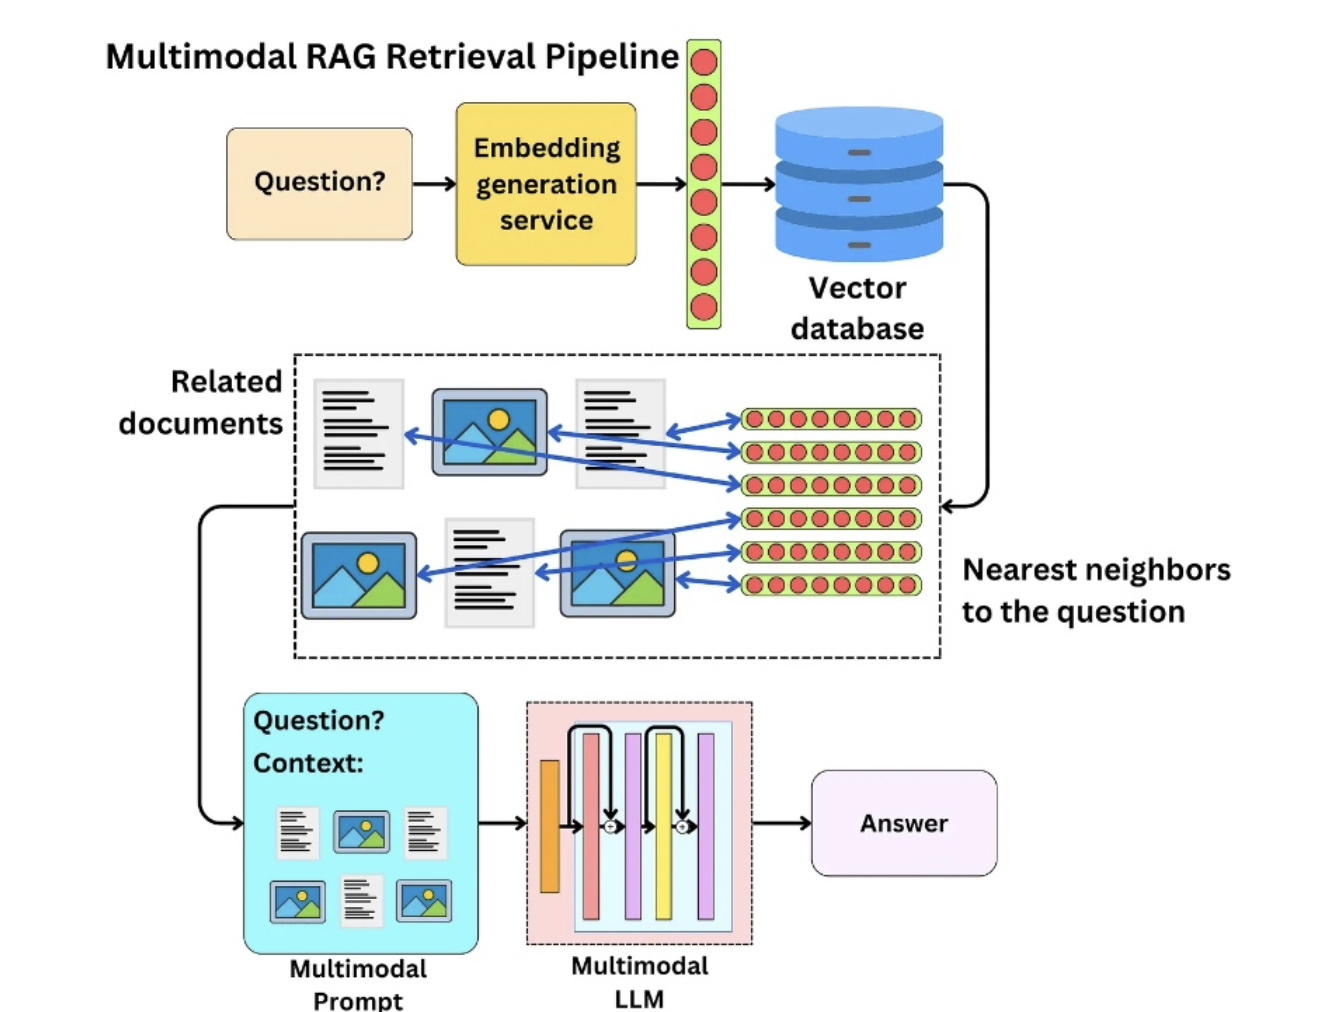 Multimodal RAG Retrieval Pipeline
Question?
Embedding
generation
service
Vector
database
Related
documents
Nearest neighbors
to the question
Question?
Context:
Multimodal
Prompt
Multimodal
LLM
Answer